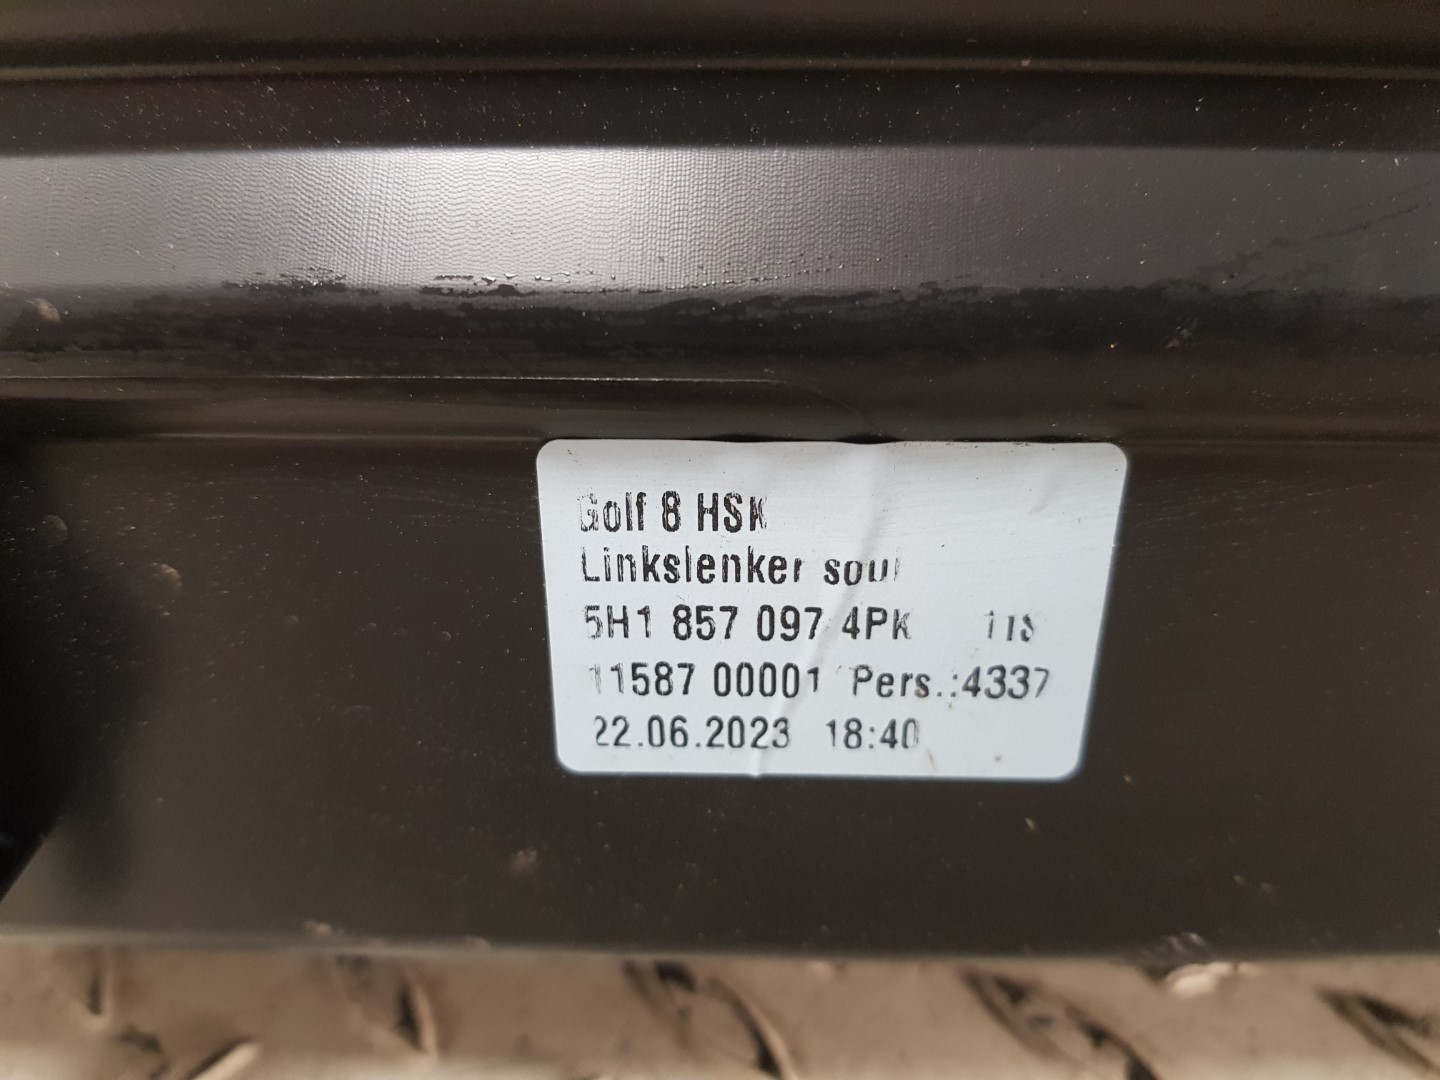 Golf 8 HSK
Linkslenker soul
5H1 857 097 4PK
11587 00001 Pers.:4337
22.06.2023 18:40